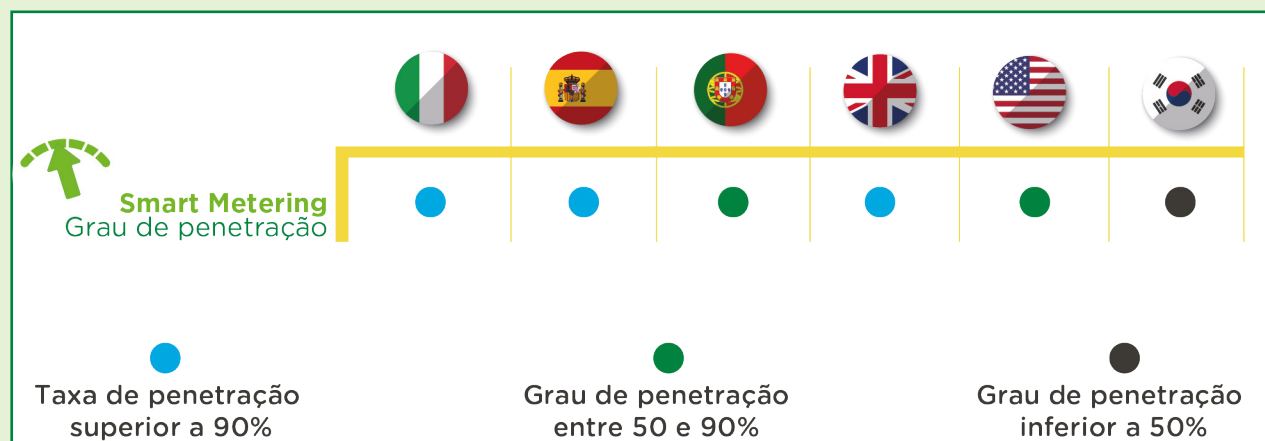 Smart Metering
Grau de penetração
Taxa de penetração
superior a 90%
Grau de penetração
entre 50 e 90%
Grau de penetração
inferior a 50%